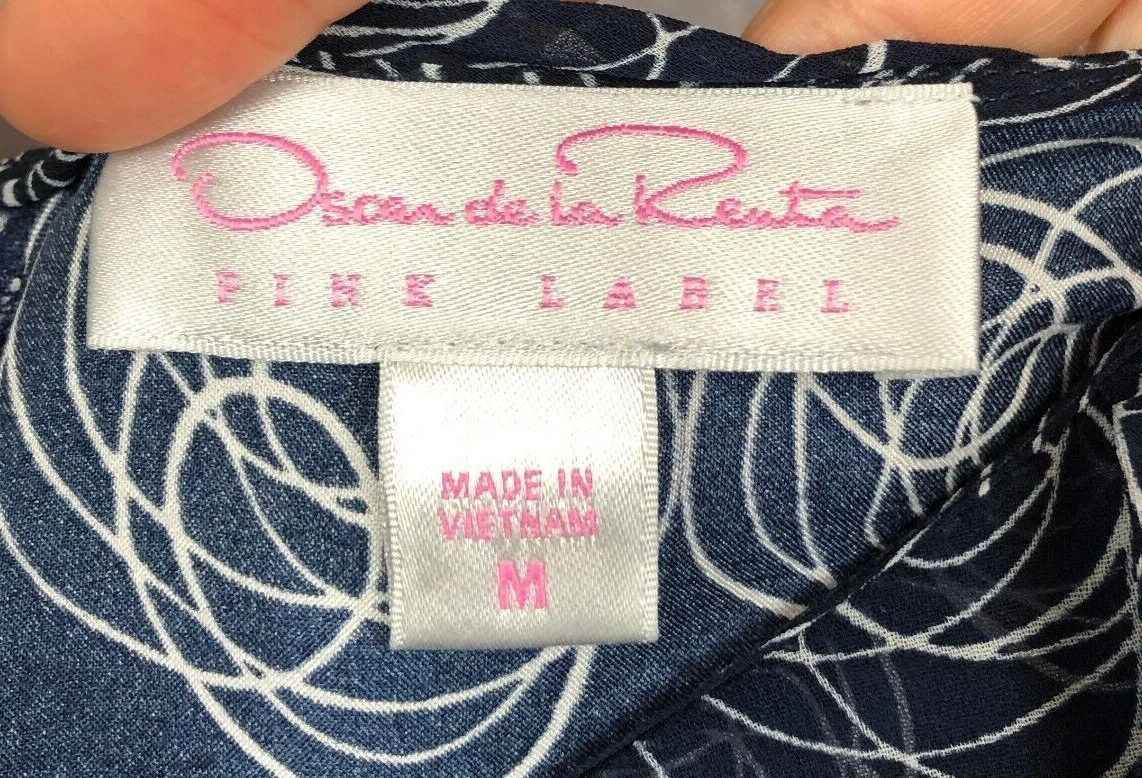 Oscar de la Renta
PINK LABEL
MADE IN
VIETNAM
M